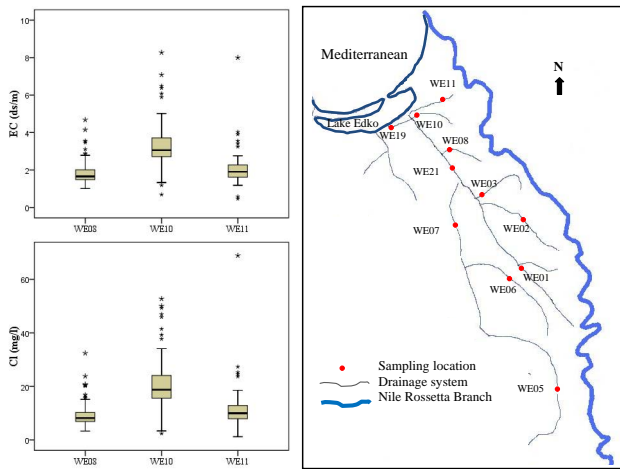 10
8
6
4
2
0
EC (ds/m)
WE08 WE10 WE11
80
60
40
20
0
Cl (mg/l)
WE08 WE10 WE11
Mediterranean
N
WE11
Lake Edko
WE10
WE19
WE08
WE21
WE03
WE02
WE07
WE01
WE06
WE05
Sampling location
Drainage system
Nile Rossetta Branch